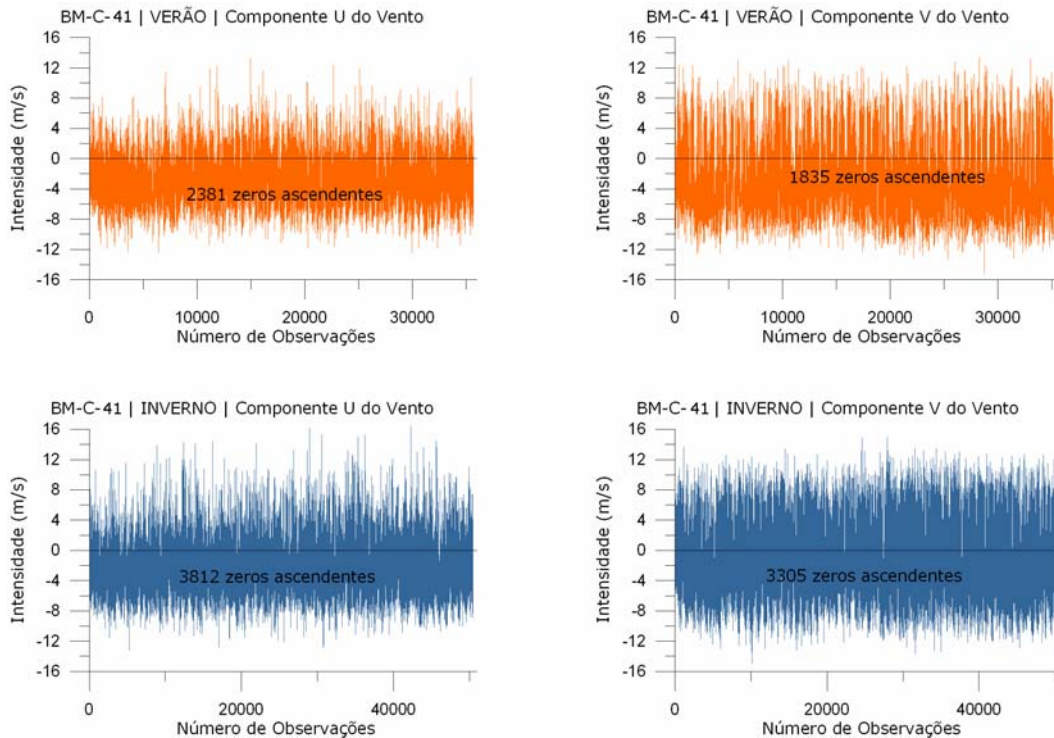 BM-C-41 | VERÃO | Componente U do Vento
16
12
8
4
0
-4
-8
-12
-16
Intensidade (m/s)
2381 zeros ascendentes
0 10000 20000 30000
Número de Observações
BM-C-41 | VERÃO | Componente V do Vento
16
12
8
4
0
-4
-8
-12
-16
Intensidade (m/s)
1835 zeros ascendentes
0 10000 20000 30000
Número de Observações
BM-C-41 | INVERNO | Componente U do Vento
16
12
8
4
0
-4
-8
-12
-16
Intensidade (m/s)
3812 zeros ascendentes
0 20000 40000
Número de Observações
BM-C-41 | INVERNO | Componente V do Vento
16
12
8
4
0
-4
-8
-12
-16
Intensidade (m/s)
3305 zeros ascendentes
0 20000 40000
Número de Observações